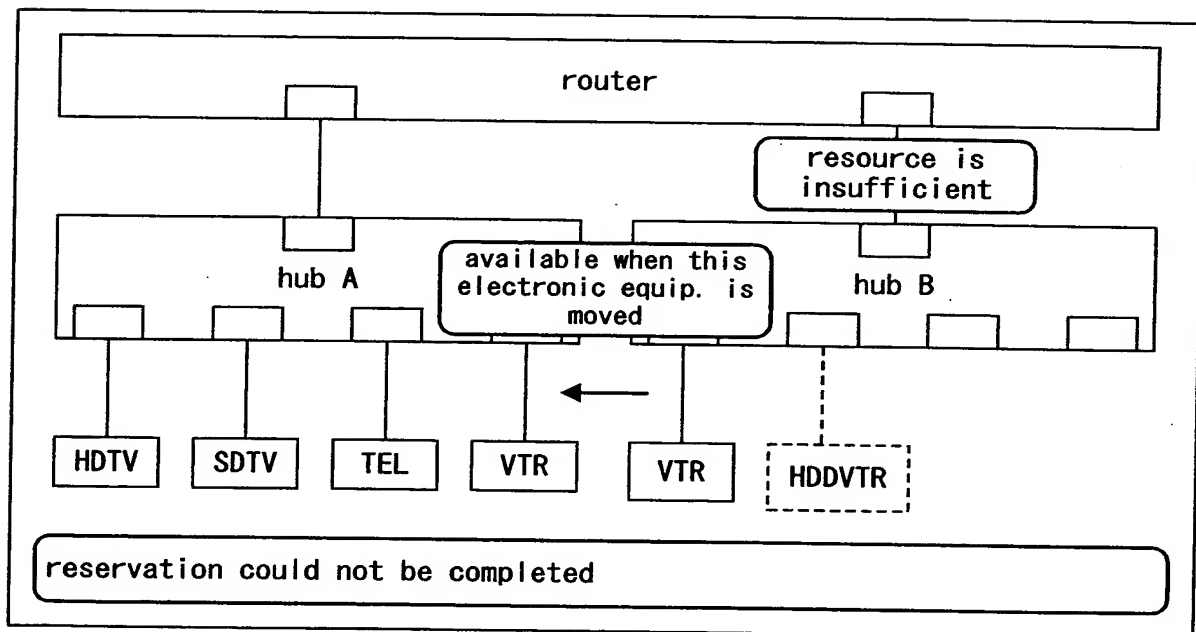 router
resource is
insufficient
hub A
available when this
electronic equip. is
moved
hub B
HDTV
SDTV
TEL
VTR
VTR
HDDVTR
reservation could not be completed